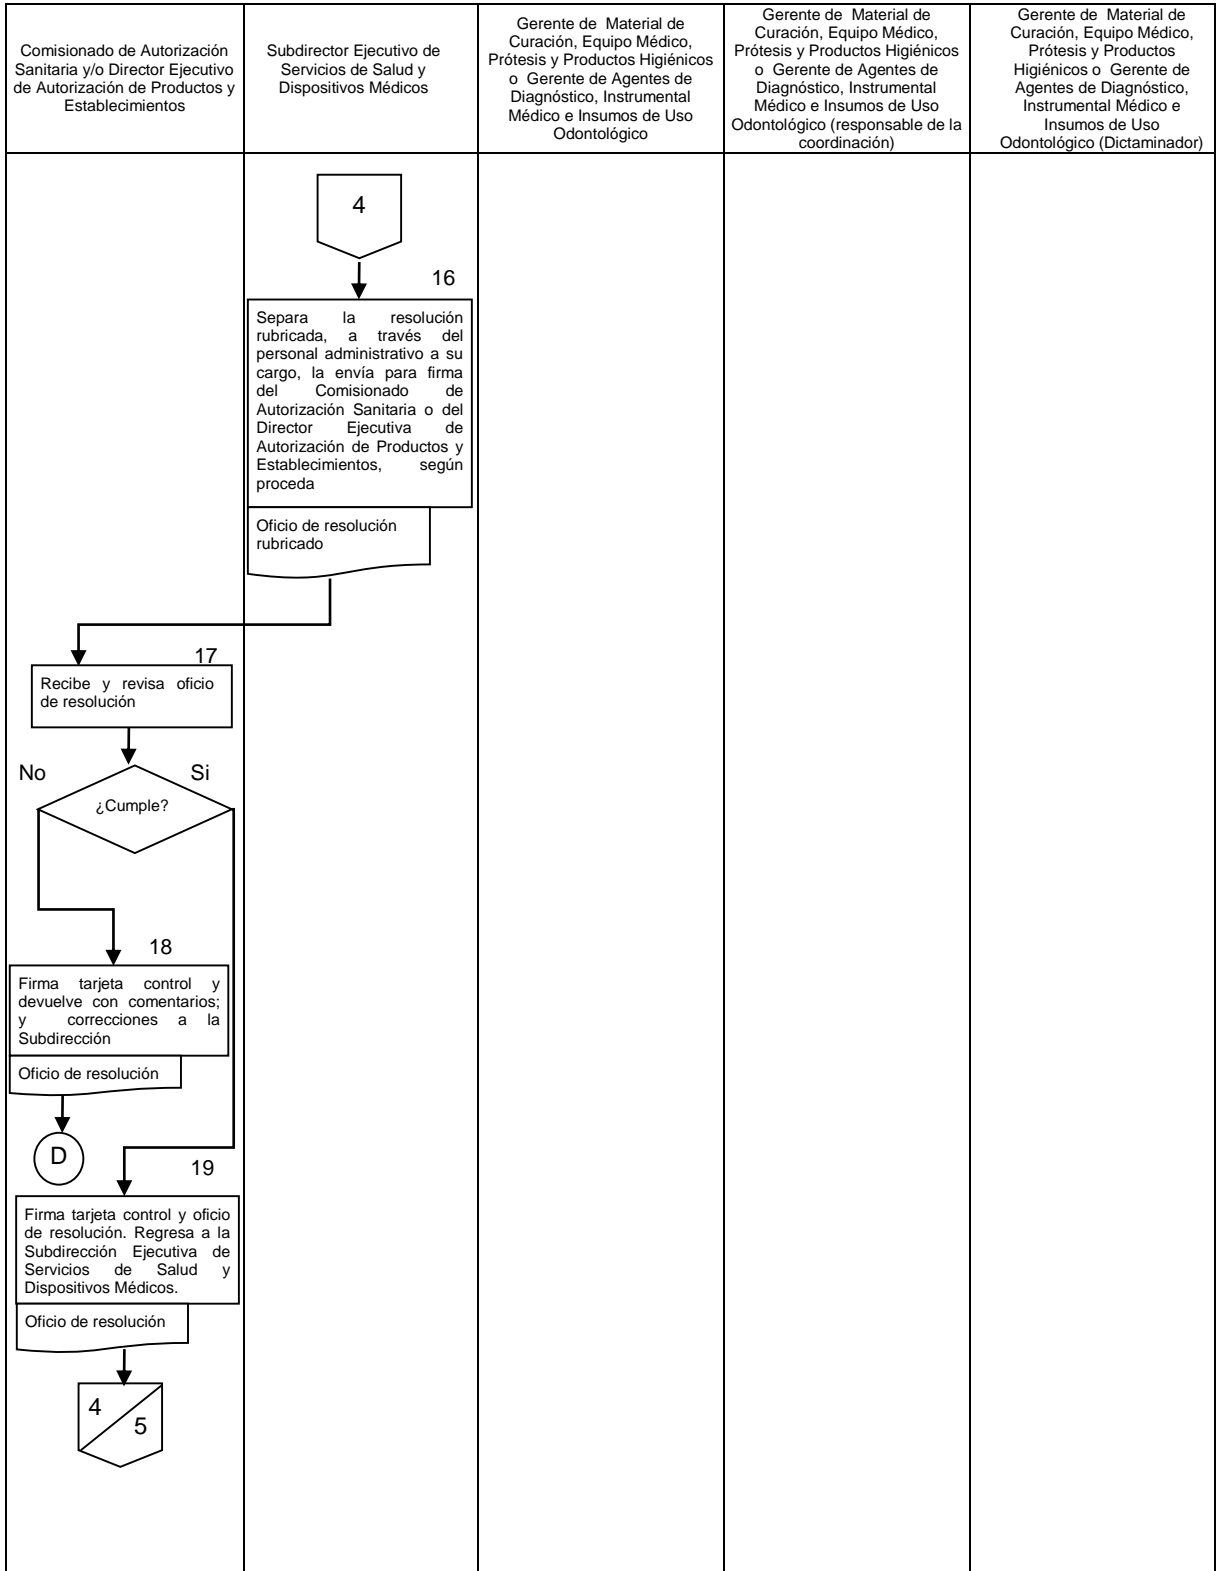 Comisionado de Autorización
Sanitaria y/o Director Ejecutivo
de Autorización de Productos y
Establecimientos
Subdirector Ejecutivo de
Servicios de Salud y
Dispositivos Médicos
Gerente de Material de
Curación, Equipo Médico,
Prótesis y Productos Higiénicos
o Gerente de Agentes de
Diagnóstico, Instrumental
Médico e Insumos de Uso
Odontológico
Gerente de Material de
Curación, Equipo Médico,
Prótesis y Productos Higiénicos
o Gerente de Agentes de
Diagnóstico, Instrumental
Médico e Insumos de Uso
Odontológico (responsable de la
coordinación)
Gerente de Material de
Curación, Equipo Médico,
Prótesis y Productos
Higiénicos o Gerente de
Agentes de Diagnóstico,
Instrumental Médico e
Insumos de Uso
Odontológico (Dictaminador)
4
16
Separa la resolución
rubricada, a través del
personal administrativo a su
cargo, la envía para firma
del Comisionado de
Autorización Sanitaria o del
Director Ejecutiva de
Autorización de Productos y
Establecimientos, según
proceda
Oficio de resolución
rubricado
17
Recibe y revisa oficio
de resolución
No
Si
¿Cumple?
18
Firma tarjeta control y
devuelve con comentarios;
y correcciones a la
Subdirección
Oficio de resolución
D
19
Firma tarjeta control y oficio
de resolución. Regresa a la
Subdirección Ejecutiva de
Servicios de Salud y
Dispositivos Médicos.
Oficio de resolución
4
5